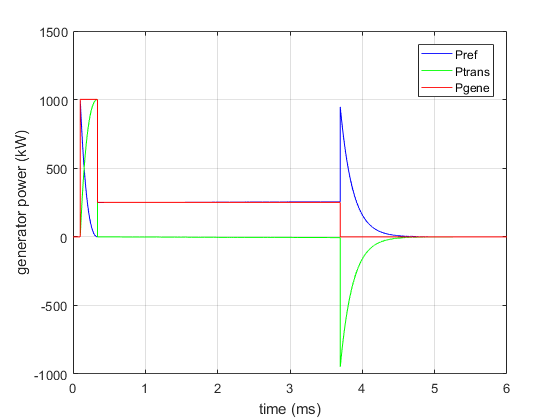 1500
1000
500
0
-500
-1000
generator power (kW)
0 1 2 3 4 5 6
time (ms)
Pref
Ptrans
Pgene